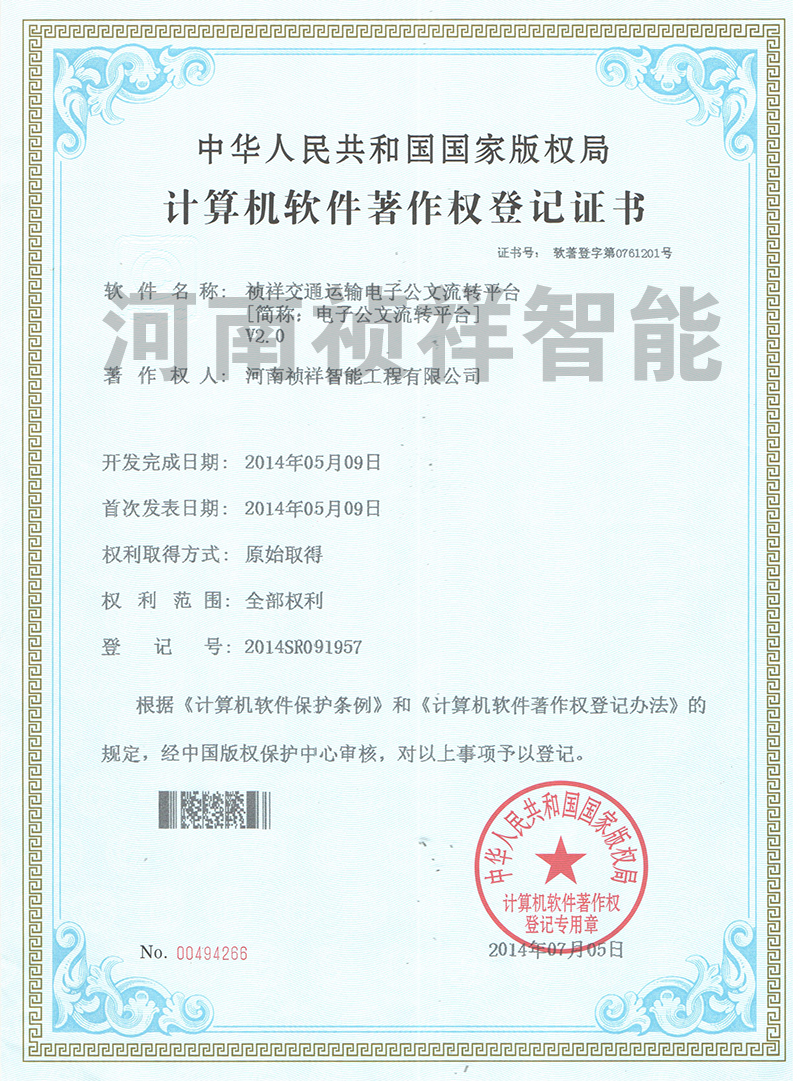 中华人民共和国国家版权局
计算机软件著作权登记证书
证书号： 软著登字第0761201号
软件名称： 祯祥交通运输电子公文流转平台
[简称：电子公文流转平台]
V2.0
河南祯祥智能
著作权人： 河南祯祥智能工程有限公司
开发完成日期： 2014年05月09日
首次发表日期： 2014年05月09日
权利取得方式： 原始取得
权利范围： 全部权利
登记号： 2014SR091957
根据《计算机软件保护条例》和《计算机软件著作权登记办法》的
规定，经中国版权保护中心审核，对以上事项予以登记。
中华人民共和国国家版权局
计算机软件著作权
登记专用章
No. 00494266
2014年07月05日